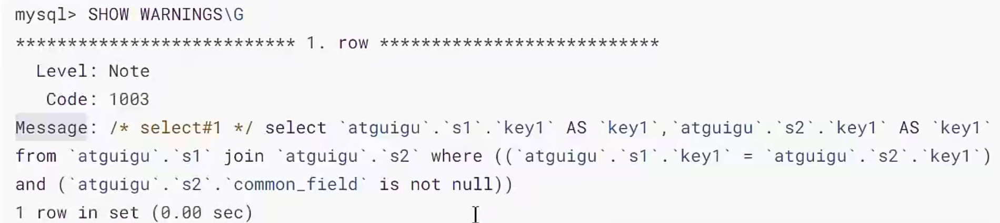 mysql> SHOW WARNINGS\G
*************************** 1. row ***************************
Level: Note
Code: 1003
Message: /* select#1 */ select `atguigu`.`s1`.`key1` AS `key1`,`atguigu`.`s2`.`key1` AS `key1`
from `atguigu`.`s1` join `atguigu`.`s2` where ((`atguigu`.`s1`.`key1` = `atguigu`.`s2`.`key1`)
and (`atguigu`.`s2`.`common_field` is not null))
1 row in set (0.00 sec)